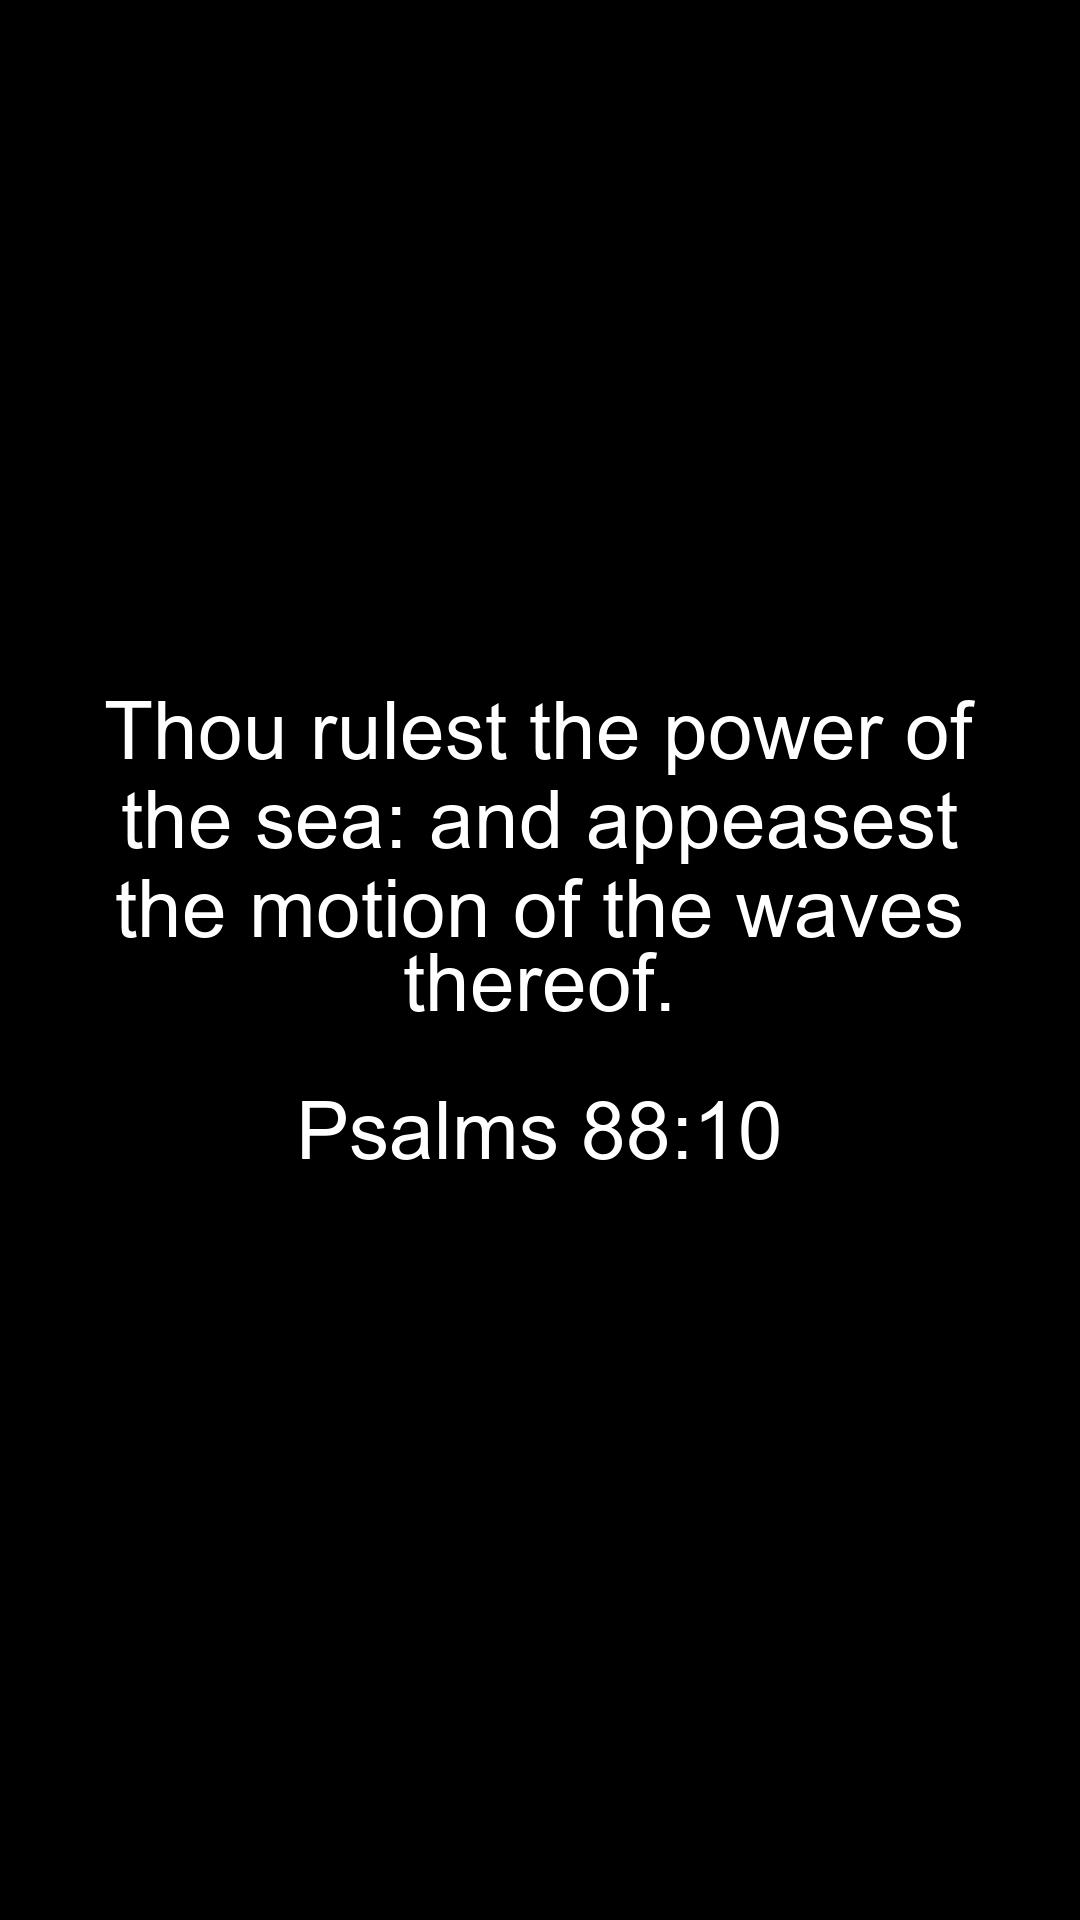 Thou rulest the power of
the sea: and appeasest
the motion of the waves
thereof.
Psalms 88:10